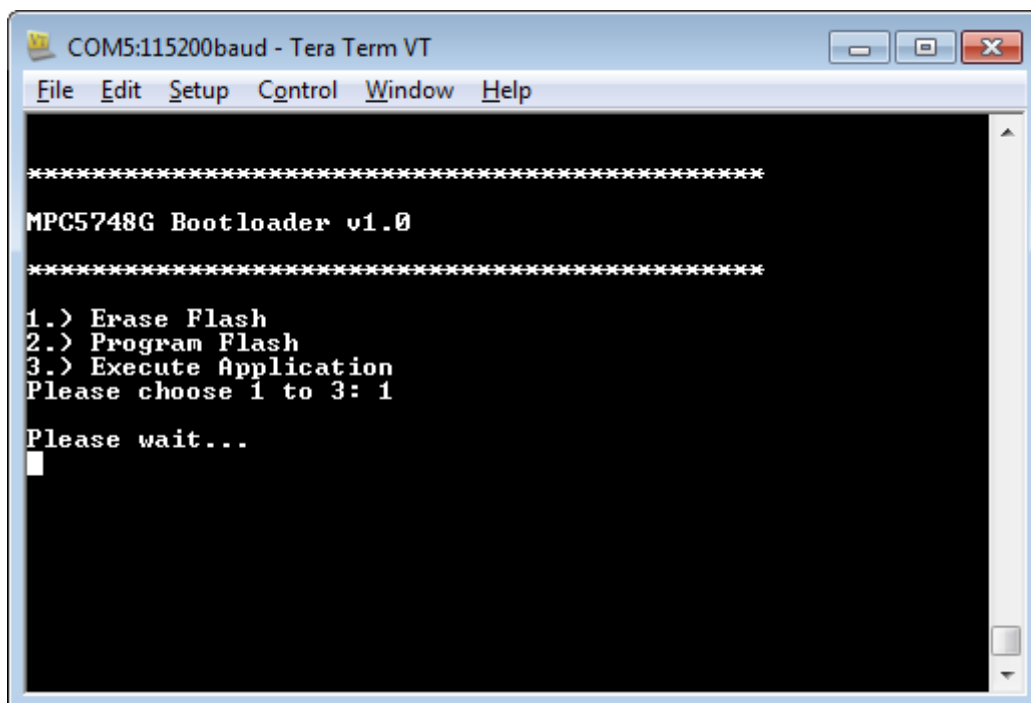 COM5:115200baud - Tera Term VT
File Edit Setup Control Window Help
**********************************************
MPC5748G Bootloader v1.0
**********************************************
1.) Erase Flash
2.) Program Flash
3.) Execute Application
Please choose 1 to 3: 1
Please wait...